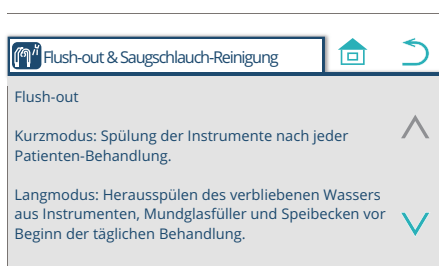 Flush-out & Saugschlauch-Reinigung
Flush-out
Kurzmodus: Spülung der Instrumente nach jeder
Patienten-Behandlung.
Langmodus: Herausspülen des verbliebenen Wassers
aus Instrumenten, Mundglasfüller und Speibecken vor
Beginn der täglichen Behandlung.